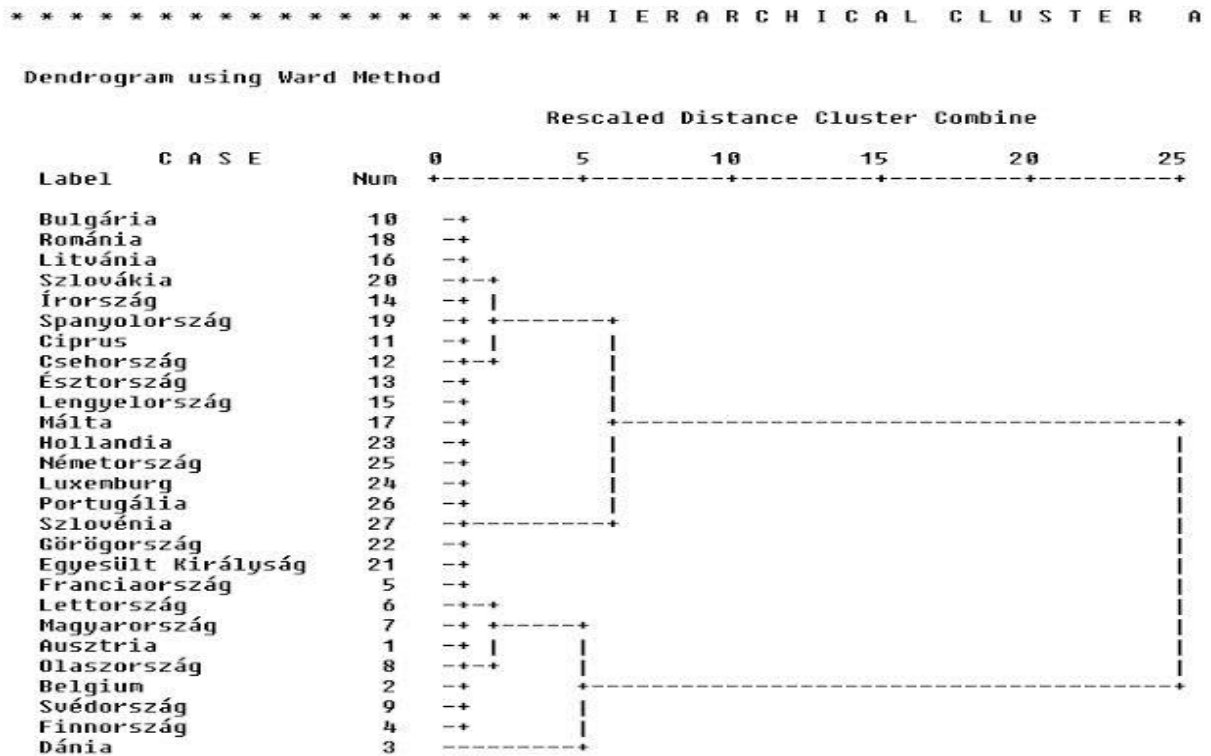 * * * * * * * * * * * * * * * * * * * H I E R A R C H I C A L C L U S T E R A
Dendrogram using Ward Method
Rescaled Distance Cluster Combine
C A S E 0 5 10 15 20 25
Label Num +---------+---------+---------+---------+---------+
Bulgária 10
Románia 18
Litvánia 16
Szlovákia 20
Írország 14
Spanyolország 19
Ciprus 11
Csehország 12
Észtország 13
Lengyelország 15
Málta 17
Hollandia 23
Németország 25
Luxemburg 24
Portugália 26
Szlovénia 27
Görögország 22
Egyesült Királyság 21
Franciaország 5
Lettország 6
Magyarország 7
Ausztria 1
Olaszország 8
Belgium 2
Svédország 9
Finnország 4
Dánia 3